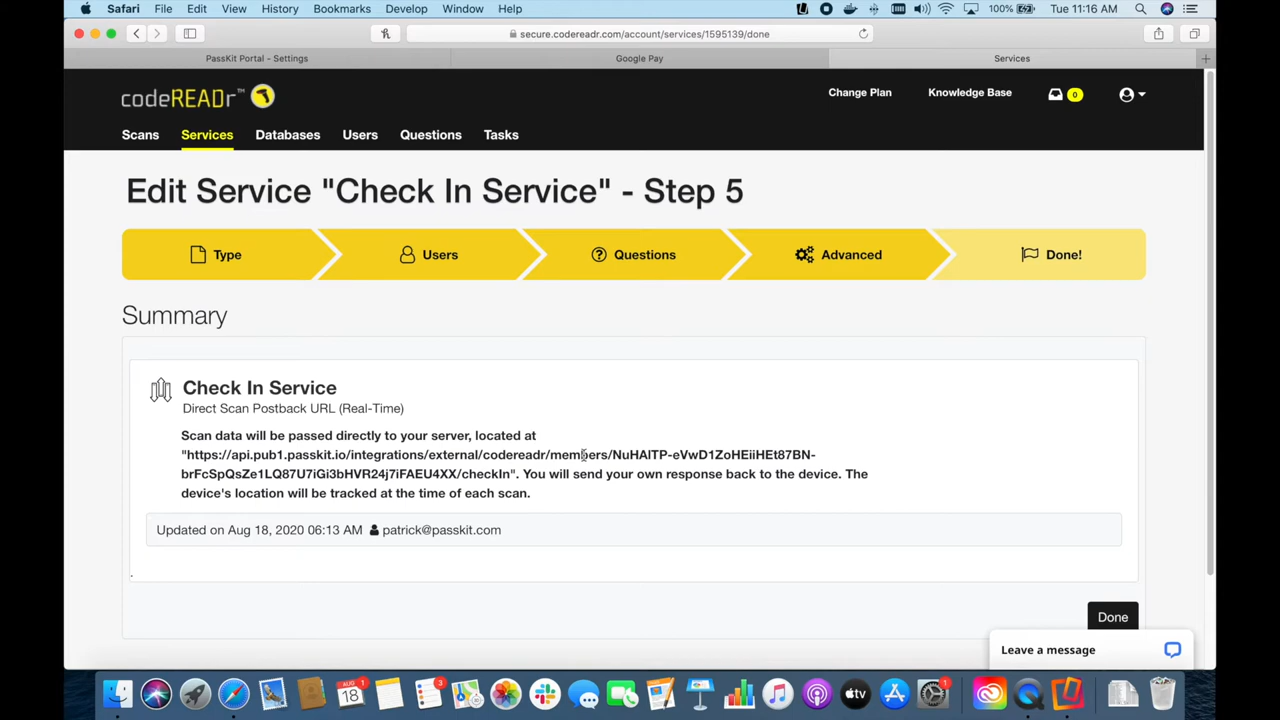 Safari File Edit View History Bookmarks Develop Window Help 100% Tue 11:16 AM
secure.codereadr.com/account/services/1595139/done
PassKit Portal - Settings Google Pay Services
codeREADr™ Change Plan Knowledge Base 0
Scans Services Databases Users Questions Tasks
Edit Service "Check In Service" - Step 5
Type Users Questions Advanced Done!
Summary
Check In Service
Direct Scan Postback URL (Real-Time)
Scan data will be passed directly to your server, located at
"https://api.pub1.passkit.io/integrations/external/codereadr/members/NuHAITP-eVwD1ZoHEiiHEt87BN-
brFcSpQsZe1LQ87U7iGi3bHVR24j7iFAEU4XX/checkIn". You will send your own response back to the device. The
device's location will be tracked at the time of each scan.
Updated on Aug 18, 2020 06:13 AM patrick@passkit.com
.
Done
Leave a message
AUG 18 1 3 1